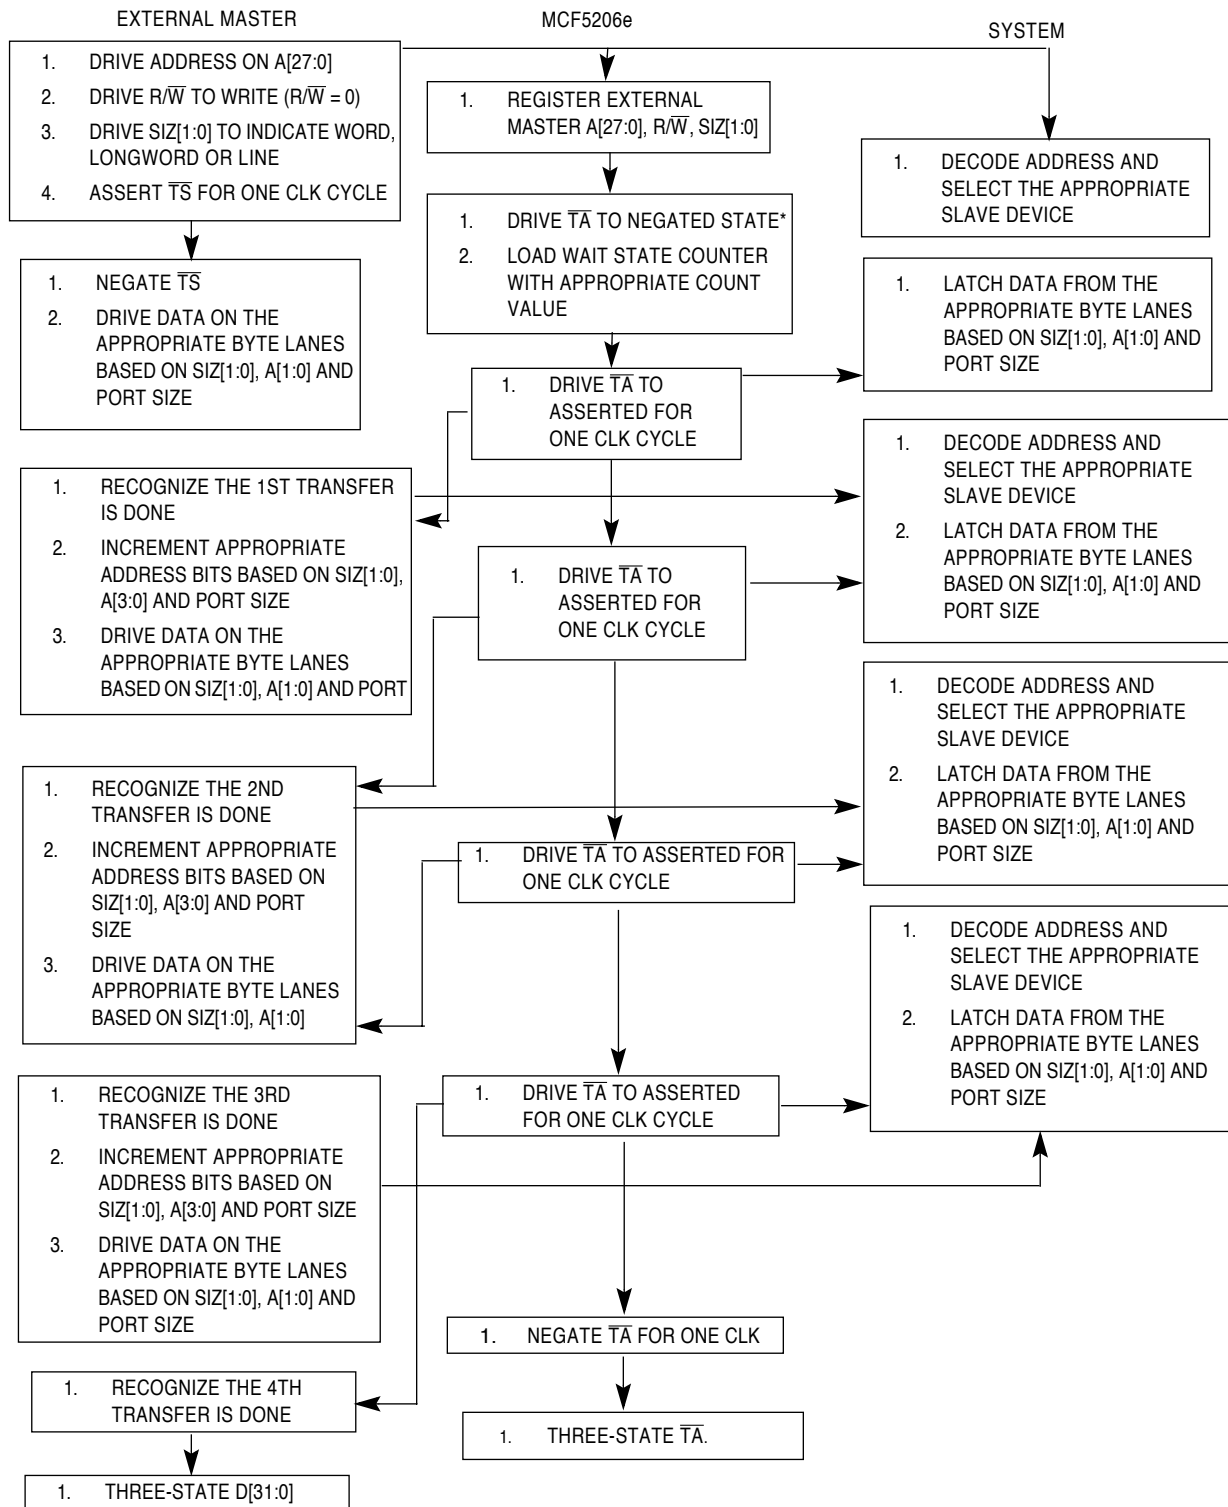 EXTERNAL MASTER
MCF5206e
SYSTEM
1. DRIVE ADDRESS ON A[27:0]
2. DRIVE R/W̅ TO WRITE (R/W̅ = 0)
3. DRIVE SIZ[1:0] TO INDICATE WORD,
LONGWORD OR LINE
4. ASSERT T̅S̅ FOR ONE CLK CYCLE
1. REGISTER EXTERNAL
MASTER A[27:0], R/W̅, SIZ[1:0]
1. DECODE ADDRESS AND
SELECT THE APPROPRIATE
SLAVE DEVICE
1. DRIVE T̅A̅ TO NEGATED STATE*
2. LOAD WAIT STATE COUNTER
WITH APPROPRIATE COUNT
VALUE
1. NEGATE T̅S̅
2. DRIVE DATA ON THE
APPROPRIATE BYTE LANES
BASED ON SIZ[1:0], A[1:0] AND
PORT SIZE
1. LATCH DATA FROM THE
APPROPRIATE BYTE LANES
BASED ON SIZ[1:0], A[1:0] AND
PORT SIZE
1. DRIVE T̅A̅ TO
ASSERTED FOR
ONE CLK CYCLE
1. RECOGNIZE THE 1ST TRANSFER
IS DONE
2. INCREMENT APPROPRIATE
ADDRESS BITS BASED ON SIZ[1:0],
A[3:0] AND PORT SIZE
3. DRIVE DATA ON THE
APPROPRIATE BYTE LANES
BASED ON SIZ[1:0], A[1:0] AND PORT
1. DECODE ADDRESS AND
SELECT THE APPROPRIATE
SLAVE DEVICE
2. LATCH DATA FROM THE
APPROPRIATE BYTE LANES
BASED ON SIZ[1:0], A[1:0] AND
PORT SIZE
1. DRIVE T̅A̅ TO
ASSERTED FOR
ONE CLK CYCLE
1. DECODE ADDRESS AND
SELECT THE APPROPRIATE
SLAVE DEVICE
2. LATCH DATA FROM THE
APPROPRIATE BYTE LANES
BASED ON SIZ[1:0], A[1:0] AND
PORT SIZE
1. RECOGNIZE THE 2ND
TRANSFER IS DONE
2. INCREMENT APPROPRIATE
ADDRESS BITS BASED ON
SIZ[1:0], A[3:0] AND PORT
SIZE
3. DRIVE DATA ON THE
APPROPRIATE BYTE LANES
BASED ON SIZ[1:0], A[1:0]
1. DRIVE T̅A̅ TO ASSERTED FOR
ONE CLK CYCLE
1. DECODE ADDRESS AND
SELECT THE APPROPRIATE
SLAVE DEVICE
2. LATCH DATA FROM THE
APPROPRIATE BYTE LANES
BASED ON SIZ[1:0], A[1:0] AND
PORT SIZE
1. RECOGNIZE THE 3RD
TRANSFER IS DONE
2. INCREMENT APPROPRIATE
ADDRESS BITS BASED ON
SIZ[1:0], A[3:0] AND PORT SIZE
3. DRIVE DATA ON THE
APPROPRIATE BYTE LANES
BASED ON SIZ[1:0], A[1:0] AND
PORT SIZE
1. DRIVE T̅A̅ TO ASSERTED
FOR ONE CLK CYCLE
1. NEGATE T̅A̅ FOR ONE CLK
1. RECOGNIZE THE 4TH
TRANSFER IS DONE
1. THREE-STATE T̅A̅.
1. THREE-STATE D[31:0]